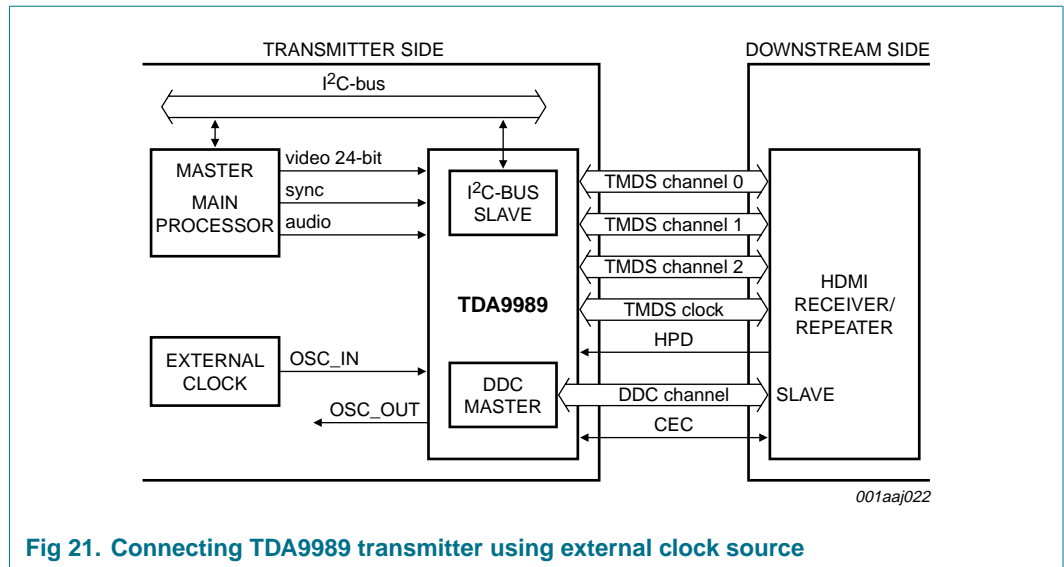 TRANSMITTER SIDE
DOWNSTREAM SIDE
I2C-bus
MASTER
MAIN
PROCESSOR
video 24-bit
sync
audio
I2C-BUS
SLAVE
TDA9989
TMDS channel 0
TMDS channel 1
TMDS channel 2
TMDS clock
HPD
HDMI
RECEIVER/
REPEATER
EXTERNAL
CLOCK
OSC_IN
OSC_OUT
DDC
MASTER
DDC channel
SLAVE
CEC
001aaj022
Fig 21. Connecting TDA9989 transmitter using external clock source